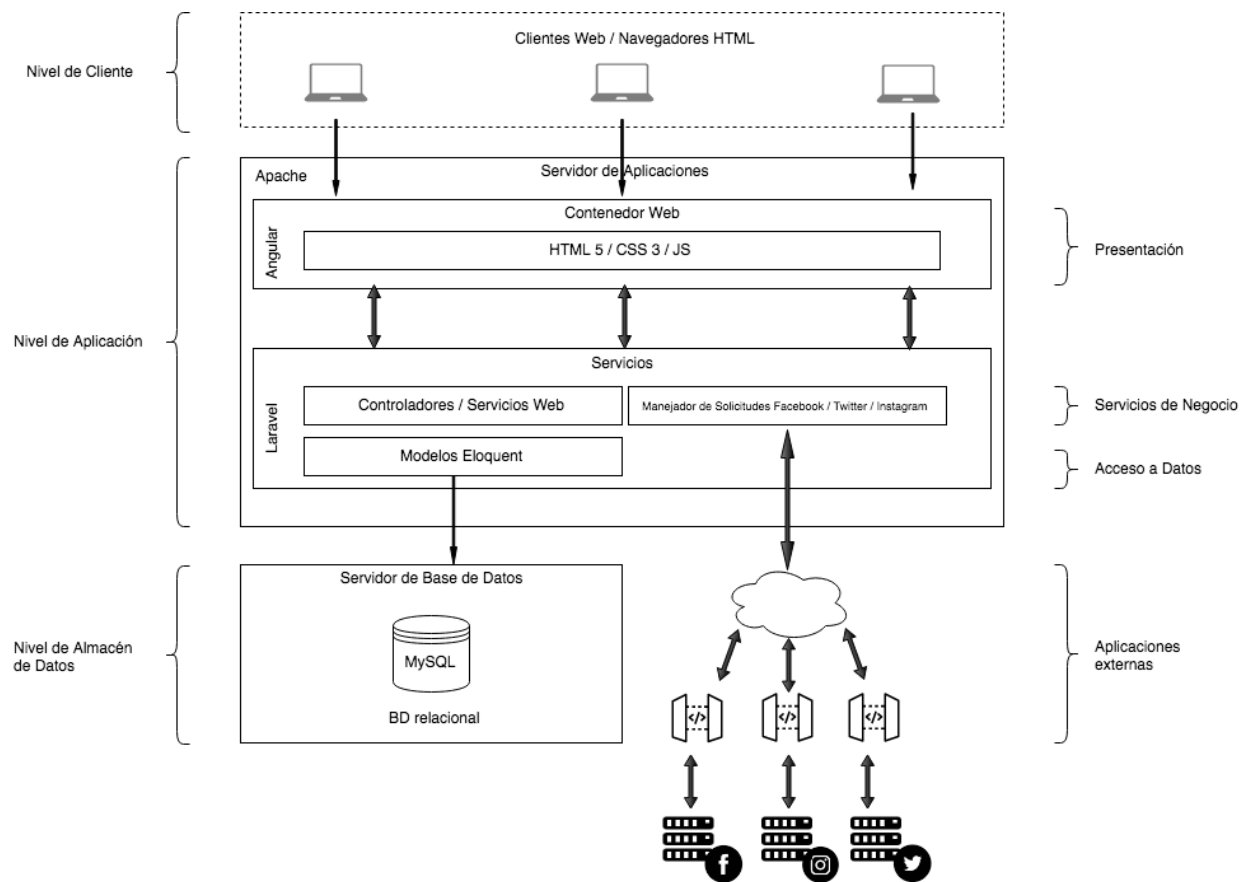 Clientes Web / Navegadores HTML
Nivel de Cliente
Apache
Servidor de Aplicaciones
Contenedor Web
Angular
HTML 5 / CSS 3 / JS
Presentación
Nivel de Aplicación
Servicios
Laravel
Controladores / Servicios Web
Manejador de Solicitudes Facebook / Twitter / Instagram
Servicios de Negocio
Modelos Eloquent
Acceso a Datos
Servidor de Base de Datos
Nivel de Almacén
de Datos
MySQL
BD relacional
Aplicaciones
externas
</>
</>
</>